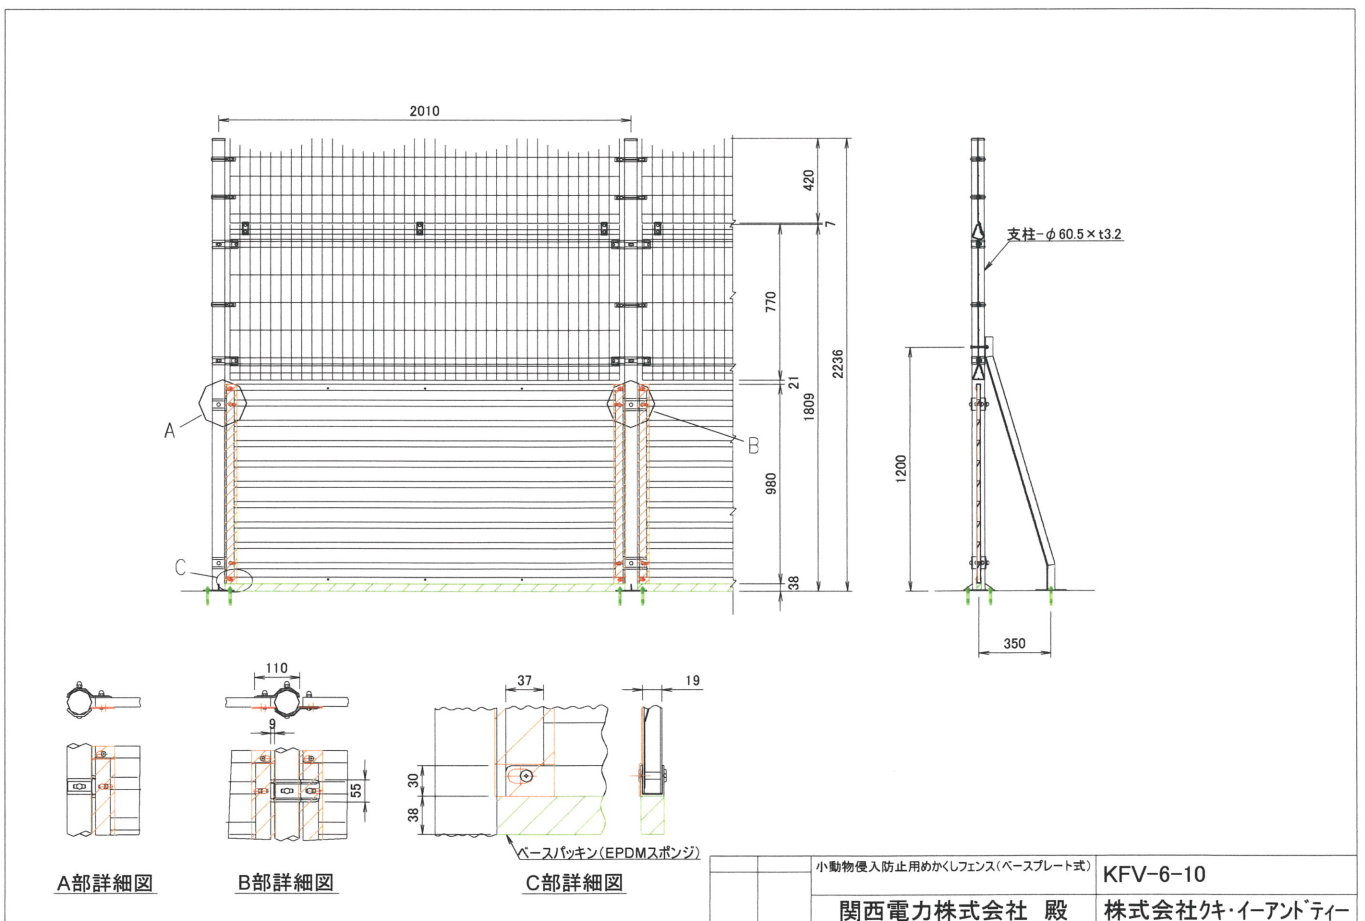 2010
420
7
支柱-φ60.5×t3.2
770
2236
21
1809
A
B
1200
980
C
38
350
110
37
19
9
30
55
38
ベースパッキン(EPDMスポンジ)
A部詳細図
B部詳細図
C部詳細図
小動物侵入防止用めかくしフェンス(ベースプレート式)
KFV-6-10
関西電力株式会社 殿
株式会社クキ・イーアンドティー